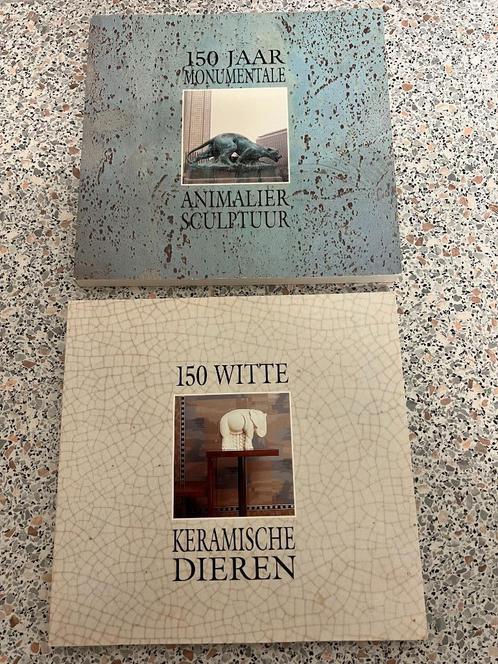 150 JAAR
MONUMENTALE
ANIMALIER
SCULPTUUR
150 WITTE
KERAMISCHE
DIEREN